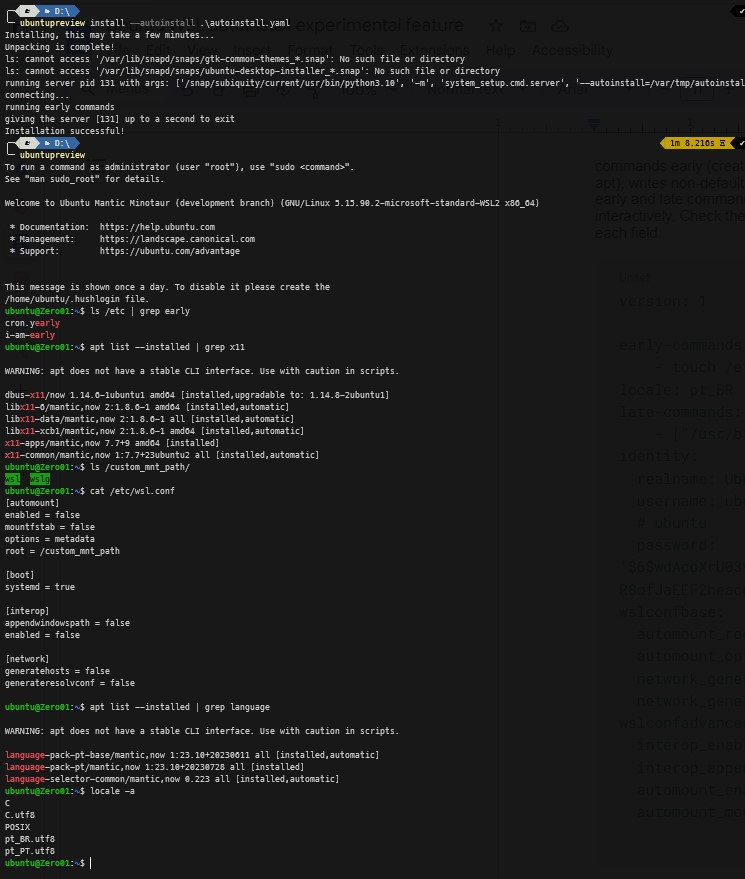 D:\
ubuntupreview install --autoinstall .\autoinstall.yaml
Installing, this may take a few minutes...
Unpacking is complete!
ls: cannot access '/var/lib/snapd/snaps/gtk-common-themes_*.snap': No such file or directory
ls: cannot access '/var/lib/snapd/snaps/ubuntu-desktop-installer_*.snap': No such file or directory
running server pid 131 with args: ['/snap/subiquity/current/usr/bin/python3.10', '-m', 'system_setup.cmd.server', '--autoinstall=/var/tmp/autoinstal
connecting...
running early commands
giving the server [131] up to a second to exit
Installation successful!
D:\ 1m 8.216s
ubuntupreview
To run a command as administrator (user "root"), use "sudo <command>".
See "man sudo_root" for details.
Welcome to Ubuntu Mantic Minotaur (development branch) (GNU/Linux 5.15.90.2-microsoft-standard-WSL2 x86_64)
* Documentation: https://help.ubuntu.com
* Management: https://landscape.canonical.com
* Support: https://ubuntu.com/advantage
This message is shown once a day. To disable it please create the
/home/ubuntu/.hushlogin file.
ubuntu@Zero01:~$ ls /etc | grep early
cron.yearly
i-am-early
ubuntu@Zero01:~$ apt list --installed | grep x11
WARNING: apt does not have a stable CLI interface. Use with caution in scripts.
dbus-x11/now 1.14.6-1ubuntu1 amd64 [installed,upgradable to: 1.14.8-2ubuntu1]
libx11-6/mantic,now 2:1.8.6-1 amd64 [installed,automatic]
libx11-data/mantic,now 2:1.8.6-1 all [installed,automatic]
libx11-xcb1/mantic,now 2:1.8.6-1 amd64 [installed,automatic]
x11-apps/mantic,now 7.7+9 amd64 [installed]
x11-common/mantic,now 1:7.7+23ubuntu2 all [installed,automatic]
ubuntu@Zero01:~$ ls /custom_mnt_path/
wsl wslg
ubuntu@Zero01:~$ cat /etc/wsl.conf
[automount]
enabled = false
mountfstab = false
options = metadata
root = /custom_mnt_path
[boot]
systemd = true
[interop]
appendwindowspath = false
enabled = false
[network]
generatehosts = false
generateresolvconf = false
ubuntu@Zero01:~$ apt list --installed | grep language
WARNING: apt does not have a stable CLI interface. Use with caution in scripts.
language-pack-pt-base/mantic,now 1:23.10+20230611 all [installed,automatic]
language-pack-pt/mantic,now 1:23.10+20230728 all [installed]
language-selector-common/mantic,now 0.223 all [installed,automatic]
ubuntu@Zero01:~$ locale -a
C
C.utf8
POSIX
pt_BR.utf8
pt_PT.utf8
ubuntu@Zero01:~$